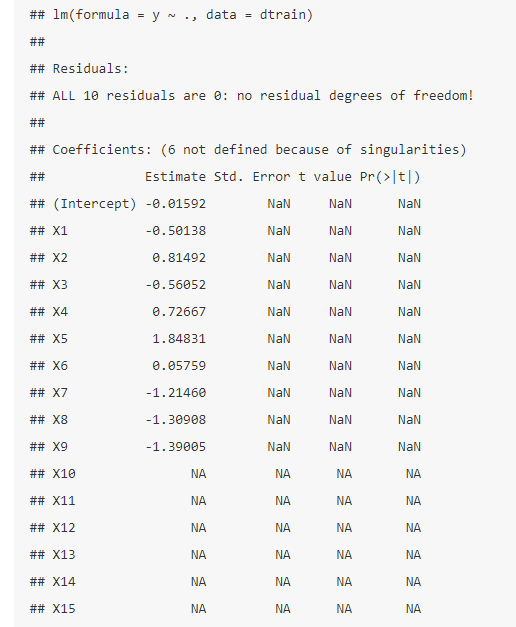 ## lm(formula = y ~ ., data = dtrain)
##
## Residuals:
## ALL 10 residuals are 0: no residual degrees of freedom!
##
## Coefficients: (6 not defined because of singularities)
##             Estimate Std. Error t value Pr(>|t|)
## (Intercept) -0.01592        NaN     NaN      NaN
## X1          -0.50138        NaN     NaN      NaN
## X2           0.81492        NaN     NaN      NaN
## X3          -0.56052        NaN     NaN      NaN
## X4           0.72667        NaN     NaN      NaN
## X5           1.84831        NaN     NaN      NaN
## X6           0.05759        NaN     NaN      NaN
## X7          -1.21460        NaN     NaN      NaN
## X8          -1.30908        NaN     NaN      NaN
## X9          -1.39005        NaN     NaN      NaN
## X10               NA         NA      NA       NA
## X11               NA         NA      NA       NA
## X12               NA         NA      NA       NA
## X13               NA         NA      NA       NA
## X14               NA         NA      NA       NA
## X15               NA         NA      NA       NA